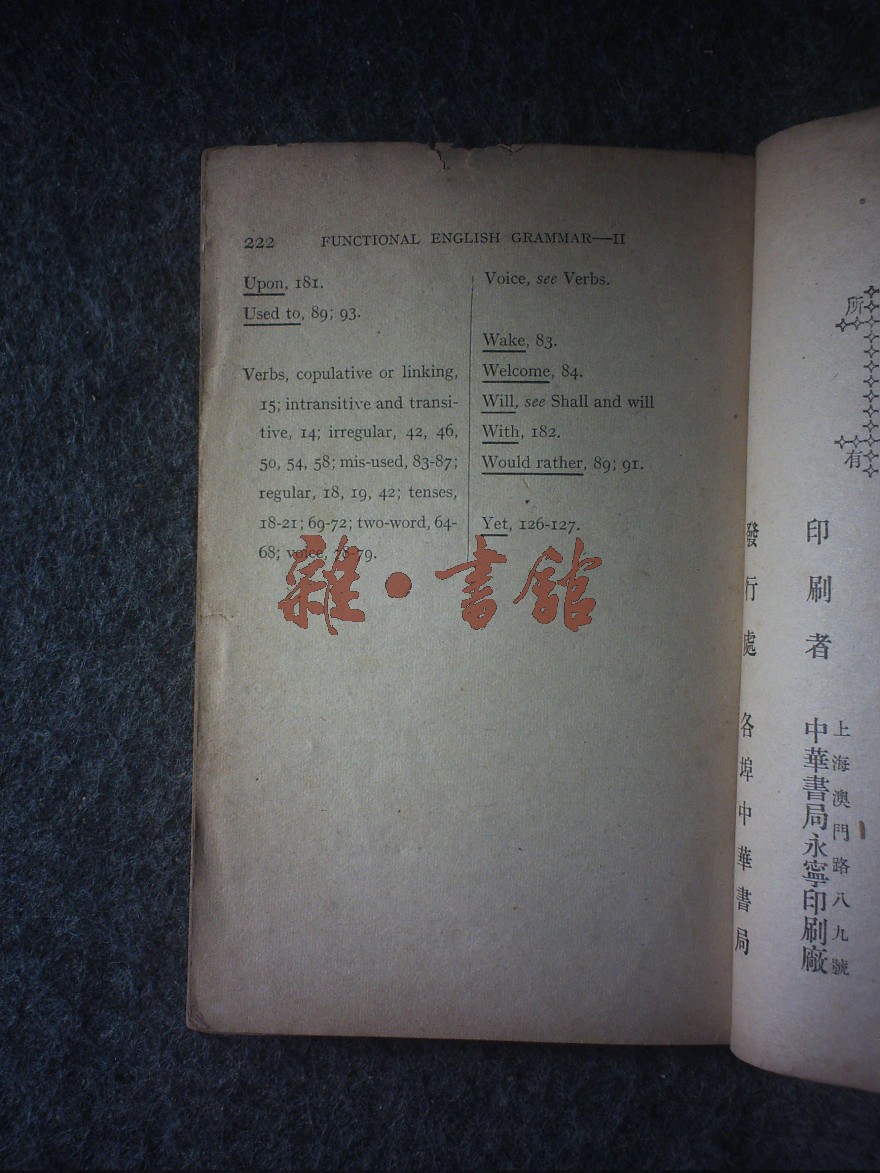 222 FUNCTIONAL ENGLISH GRAMMAR—II
Upon, 181.
Used to, 89; 93.
Verbs, copulative or linking,
15; intransitive and transi-
tive, 14; irregular, 42, 46,
50, 54, 58; mis-used, 83-87;
regular, 18, 19, 42; tenses,
18-21; 69-72; two-word, 64-
68; voice, 78-79.
Voice, see Verbs.
Wake, 83.
Welcome, 84.
Will, see Shall and will
With, 182.
Would rather, 89; 91.
Yet, 126-127.
雜·書館
所有
印刷者
上海澳門路八九號
中華書局永寧印刷廠
發行處 各埠中華書局